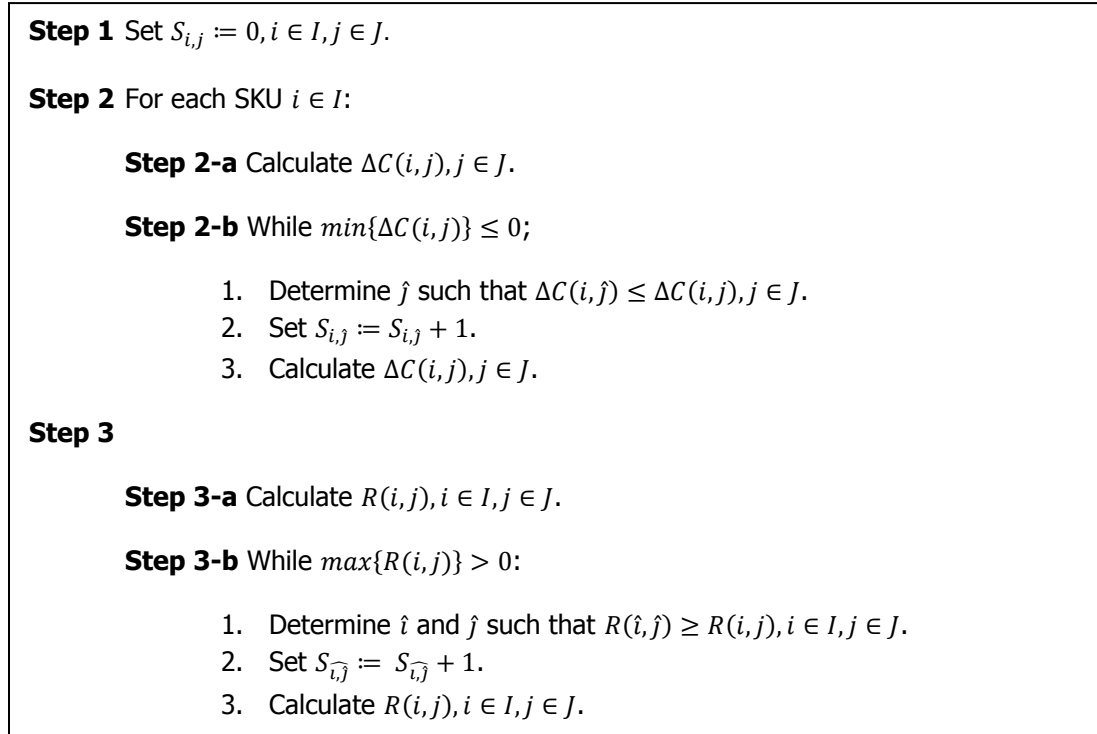 Step 1 Set S_{i,j} ≔ 0, i ∈ I, j ∈ J.
Step 2 For each SKU i ∈ I:
Step 2-a Calculate ΔC(i,j), j ∈ J.
Step 2-b While min{ΔC(i,j)} ≤ 0;
1. Determine ĵ such that ΔC(i,ĵ) ≤ ΔC(i,j), j ∈ J.
2. Set S_{i,ĵ} ≔ S_{i,ĵ} + 1.
3. Calculate ΔC(i,j), j ∈ J.
Step 3
Step 3-a Calculate R(i,j), i ∈ I, j ∈ J.
Step 3-b While max{R(i,j)} > 0:
1. Determine î and ĵ such that R(î,ĵ) ≥ R(i,j), i ∈ I, j ∈ J.
2. Set S_{\widehat{i,j}} ≔ S_{\widehat{i,j}} + 1.
3. Calculate R(i,j), i ∈ I, j ∈ J.